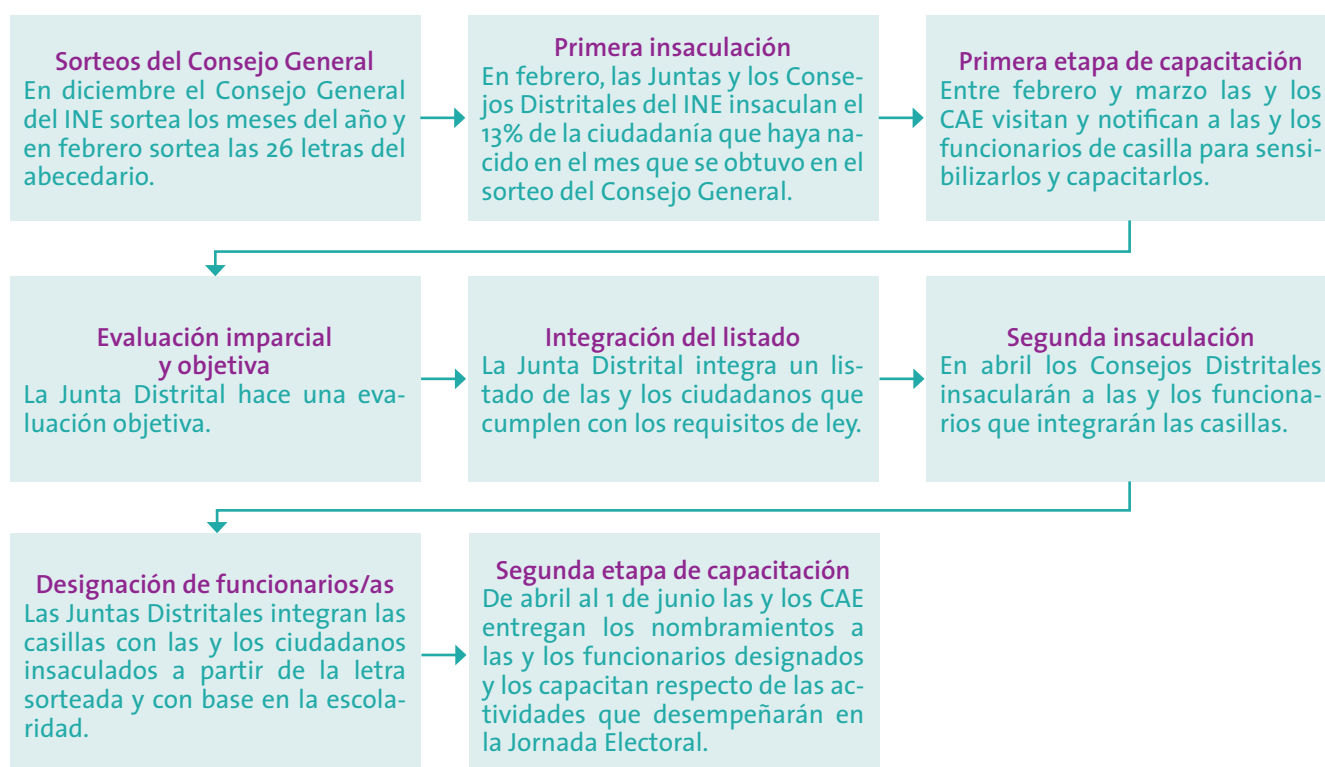 Sorteos del Consejo General
En diciembre el Consejo General
del INE sortea los meses del año y
en febrero sortea las 26 letras del
abecedario.
Primera insaculación
En febrero, las Juntas y los Conse-
jos Distritales del INE insaculan el
13% de la ciudadanía que haya na-
cido en el mes que se obtuvo en el
sorteo del Consejo General.
Primera etapa de capacitación
Entre febrero y marzo las y los
CAE visitan y notifican a las y los
funcionarios de casilla para sensi-
bilizarlos y capacitarlos.
Evaluación imparcial
y objetiva
La Junta Distrital hace una eva-
luación objetiva.
Integración del listado
La Junta Distrital integra un lis-
tado de las y los ciudadanos que
cumplen con los requisitos de ley.
Segunda insaculación
En abril los Consejos Distritales
insacularán a las y los funciona-
rios que integrarán las casillas.
Designación de funcionarios/as
Las Juntas Distritales integran las
casillas con las y los ciudadanos
insaculados a partir de la letra
sorteada y con base en la escola-
ridad.
Segunda etapa de capacitación
De abril al 1 de junio las y los CAE
entregan los nombramientos a
las y los funcionarios designados
y los capacitan respecto de las ac-
tividades que desempeñarán en
la Jornada Electoral.